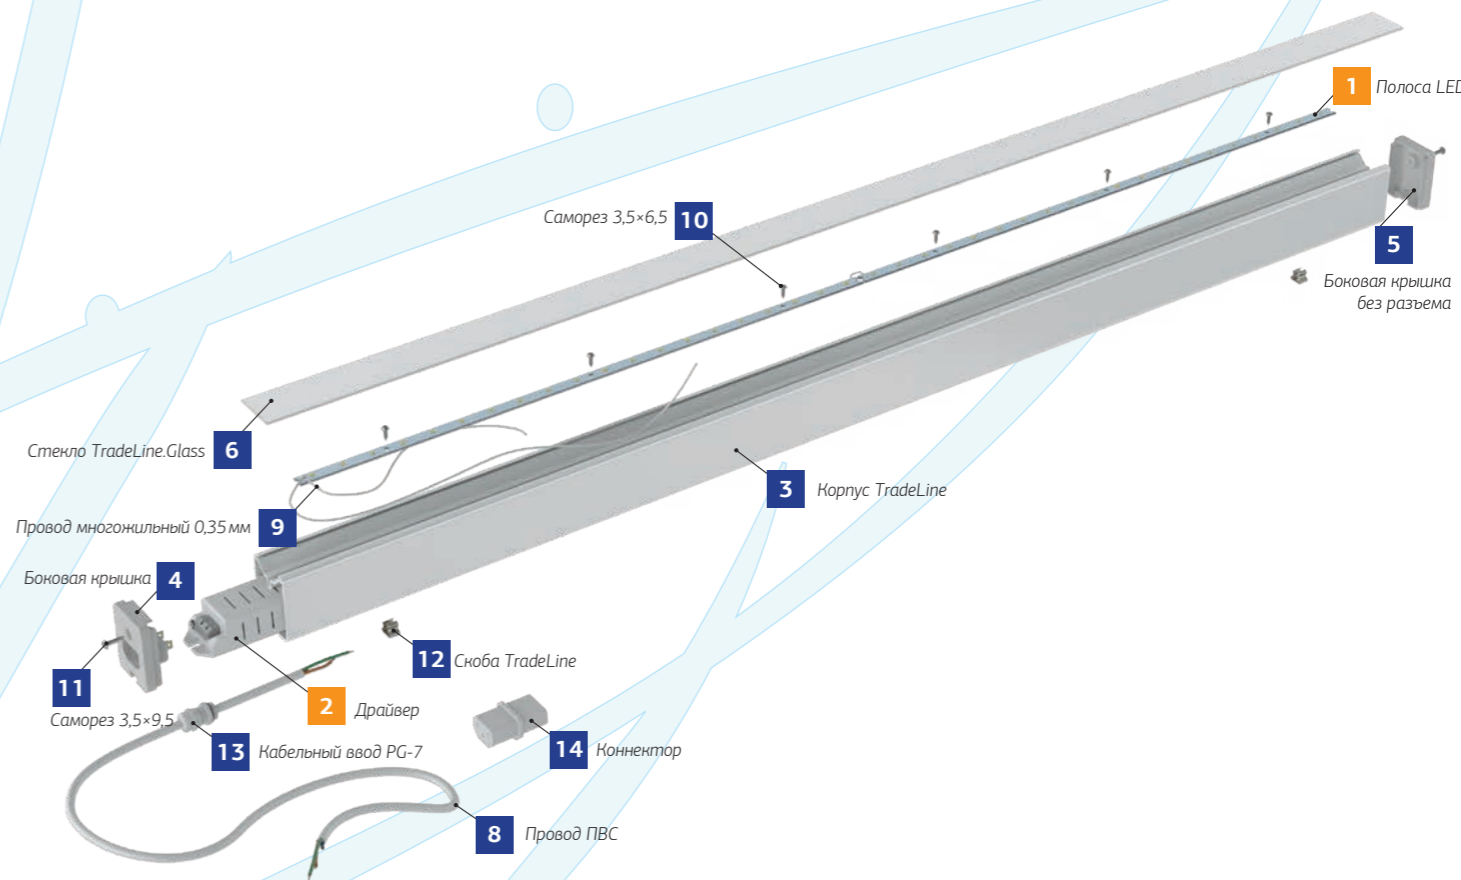 1 Полоса LED
Саморез 3,5×6,5 10
5
Боковая крышка
без разъема
Стекло TradeLine.Glass 6
3 Корпус TradeLine
Провод многожильный 0,35 мм 9
Боковая крышка 4
12 Скоба TradeLine
11
Саморез 3,5×9,5
2 Драйвер
13 Кабельный ввод PG-7
14 Коннектор
8 Провод ПВС